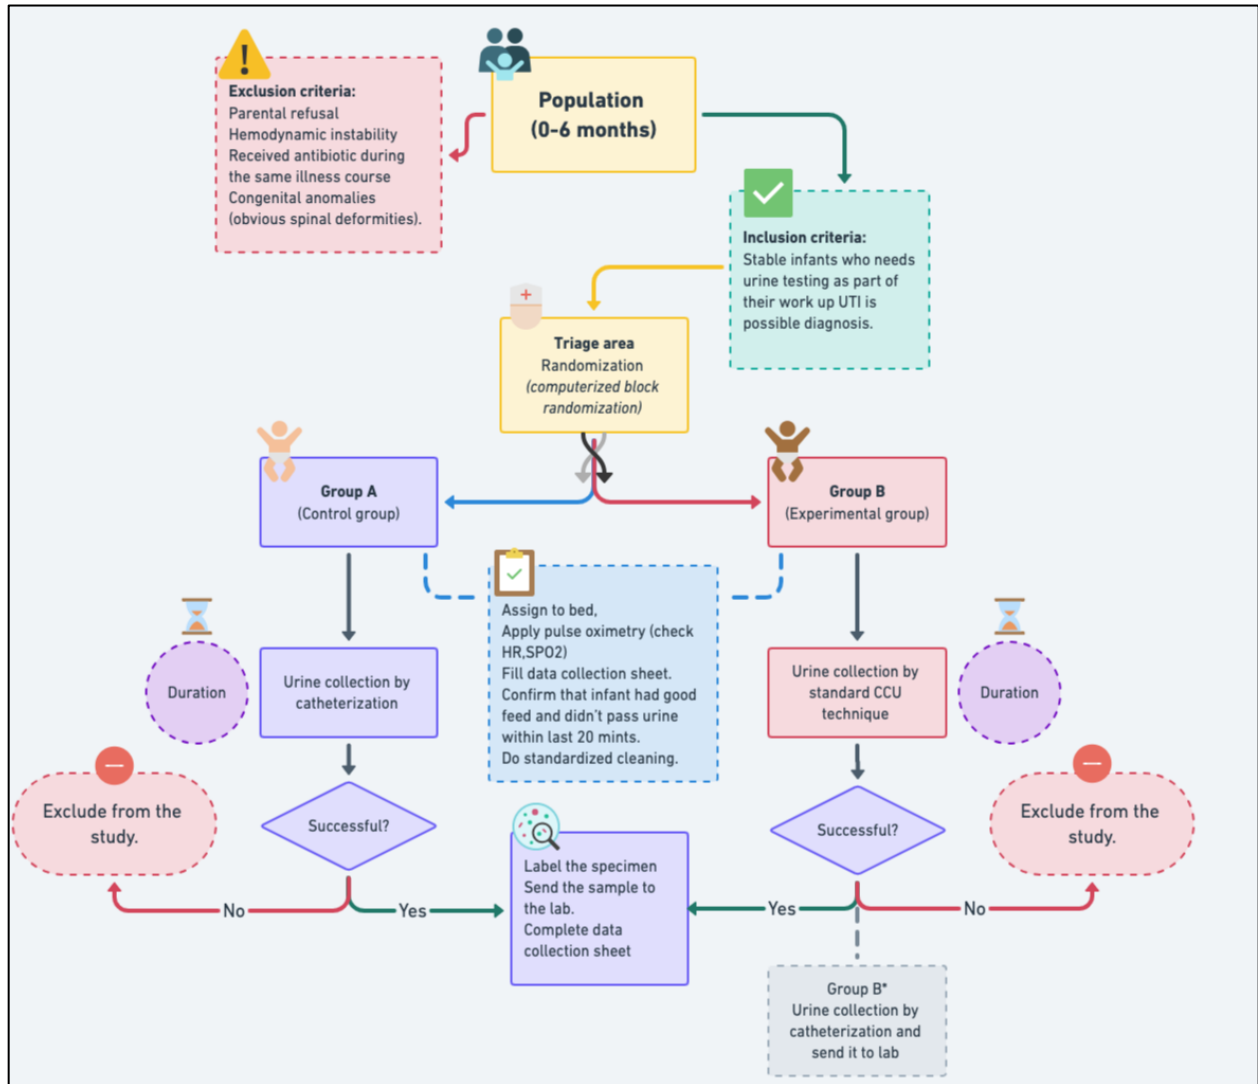 Exclusion criteria:
Parental refusal
Hemodynamic instability
Received antibiotic during
the same illness course
Congenital anomalies
(obvious spinal deformities).
Population
(0-6 months)
Inclusion criteria:
Stable infants who needs
urine testing as part of
their work up UTI is
possible diagnosis.
Triage area
Randomization
(computerized block
randomization)
Group A
(Control group)
Group B
(Experimental group)
Assign to bed,
Apply pulse oximetry (check
HR,SPO2)
Fill data collection sheet.
Confirm that infant had good
feed and didn't pass urine
within last 20 mints.
Do standardized cleaning.
Duration
Urine collection by
catheterization
Urine collection by
standard CCU
technique
Duration
Exclude from the
study.
Successful?
Label the specimen
Send the sample to
the lab.
Complete data
collection sheet
Successful?
Exclude from the
study.
No
Yes
Yes
No
Group B*
Urine collection by
catheterization and
send it to lab